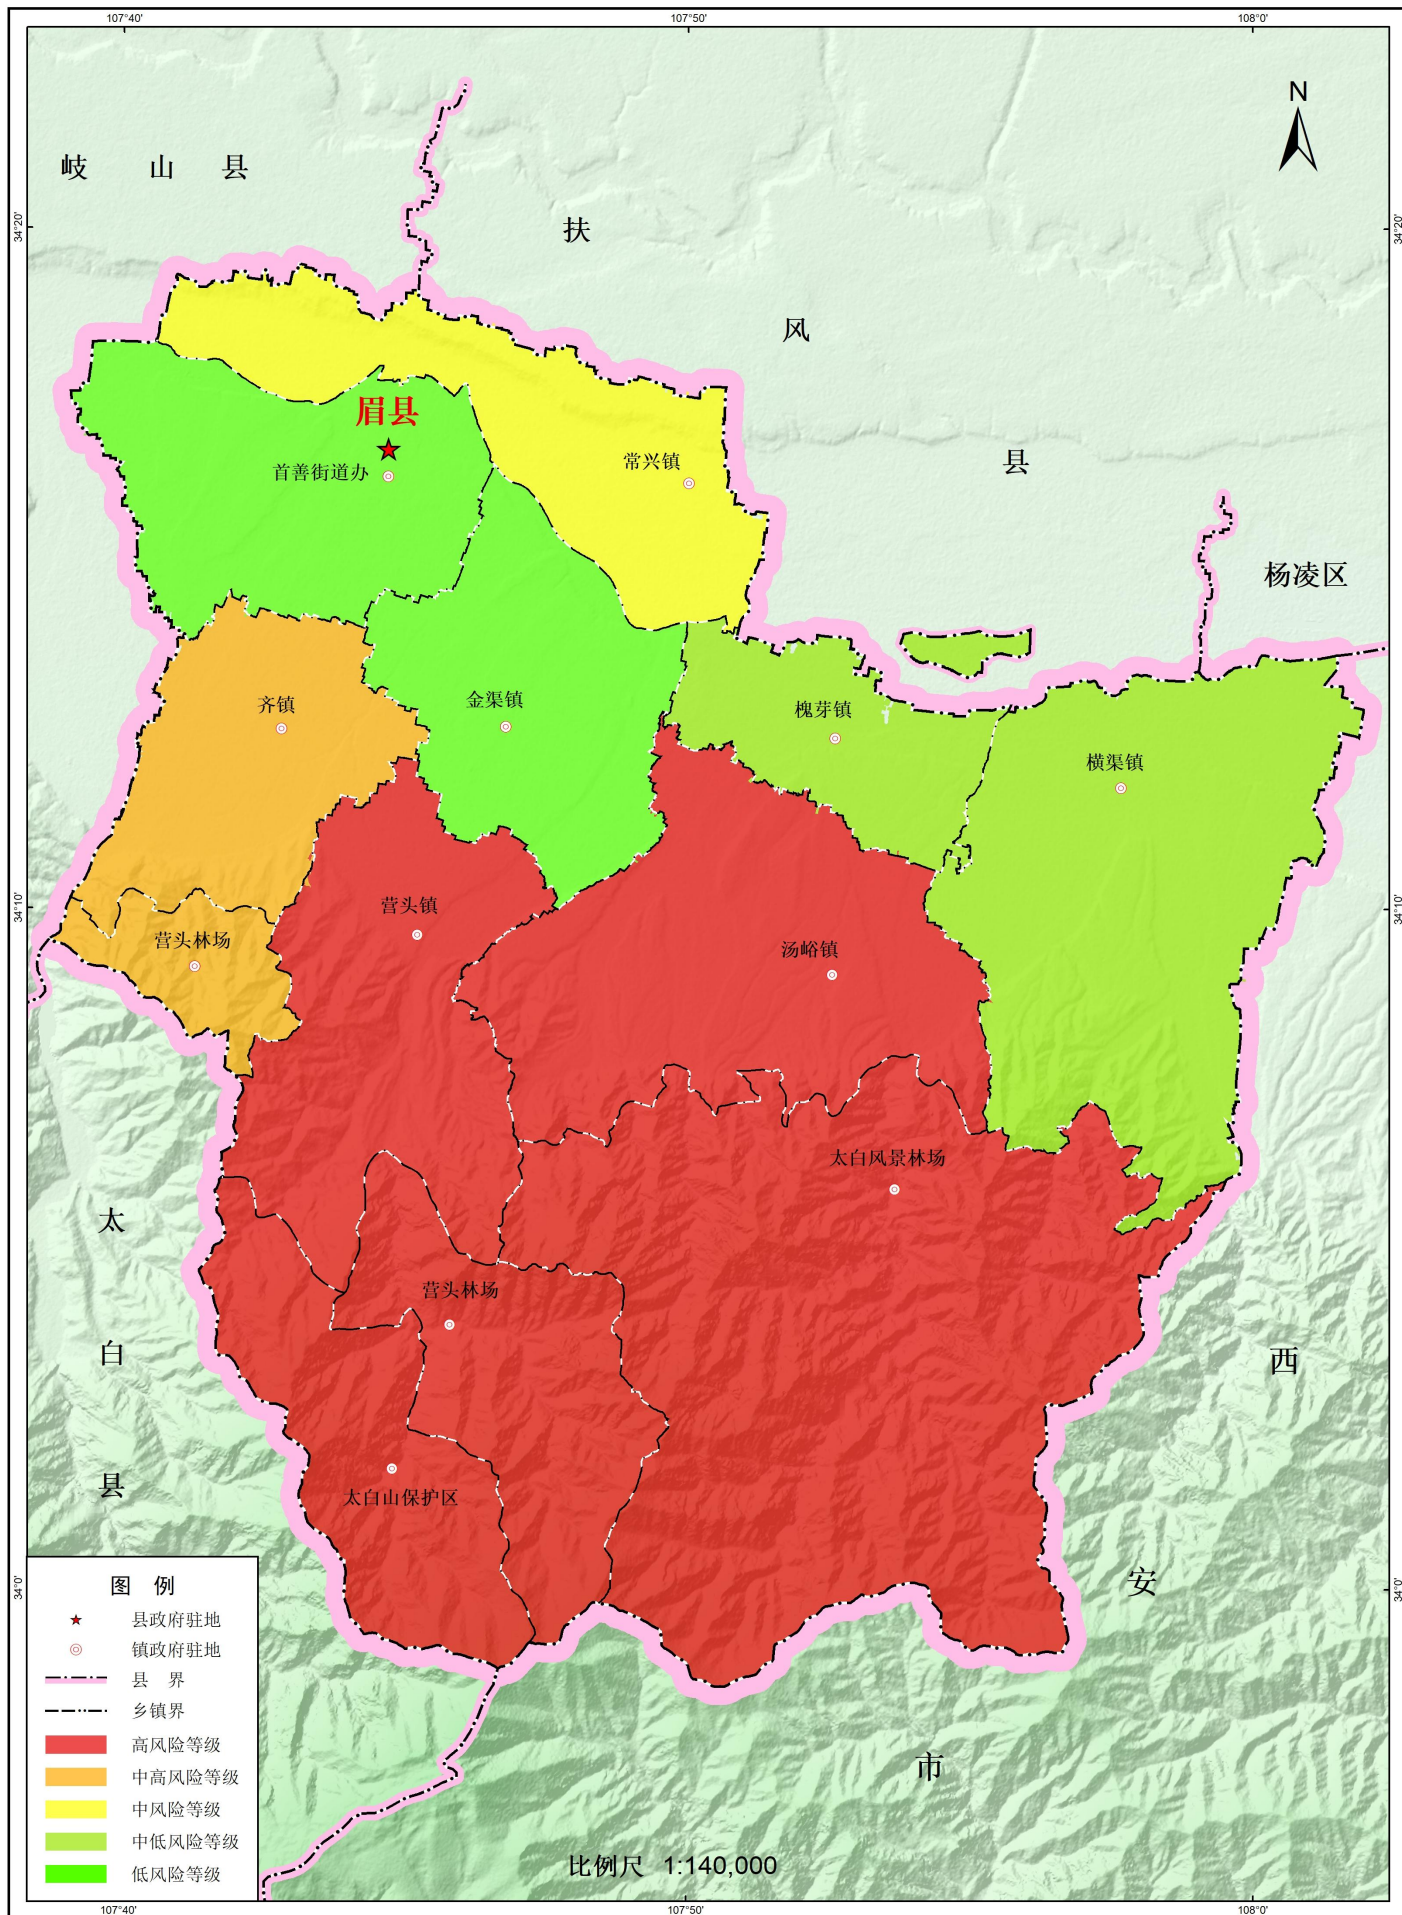 107°40'
107°50'
108°0'
N
岐山县
扶
风
县
34°20'
34°20'
眉县
首善街道办
常兴镇
杨凌区
齐镇
金渠镇
槐芽镇
横渠镇
34°10'
34°10'
营头镇
营头林场
汤峪镇
太白风景林场
太
白
县
营头林场
西
安
市
太白山保护区
34°0'
34°0'
图 例
县政府驻地
镇政府驻地
县 界
乡镇界
高风险等级
中高风险等级
中风险等级
中低风险等级
低风险等级
比例尺 1:140,000
107°40'
107°50'
108°0'